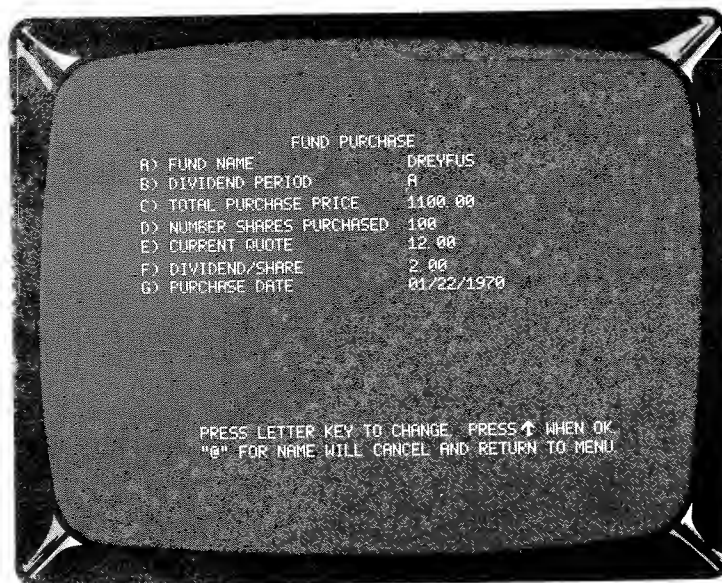 FUND PURCHASE
A) FUND NAME DREYFUS
B) DIVIDEND PERIOD A
C) TOTAL PURCHASE PRICE 1100.00
D) NUMBER SHARES PURCHASED 100
E) CURRENT QUOTE 12.00
F) DIVIDEND/SHARE 2.00
G) PURCHASE DATE 01/22/1970
PRESS LETTER KEY TO CHANGE. PRESS ↑ WHEN OK.
"@" FOR NAME WILL CANCEL AND RETURN TO MENU.